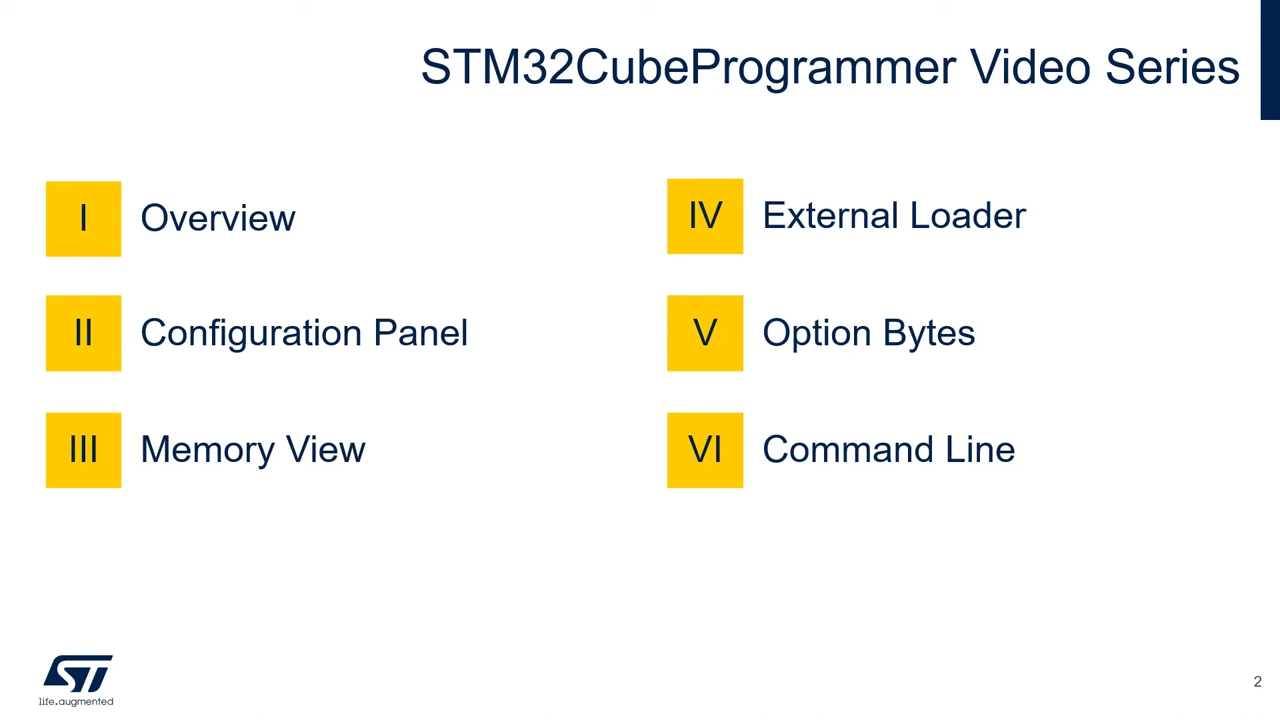 STM32CubeProgrammer Video Series
I Overview
II Configuration Panel
III Memory View
IV External Loader
V Option Bytes
VI Command Line
ST
life.augmented
2